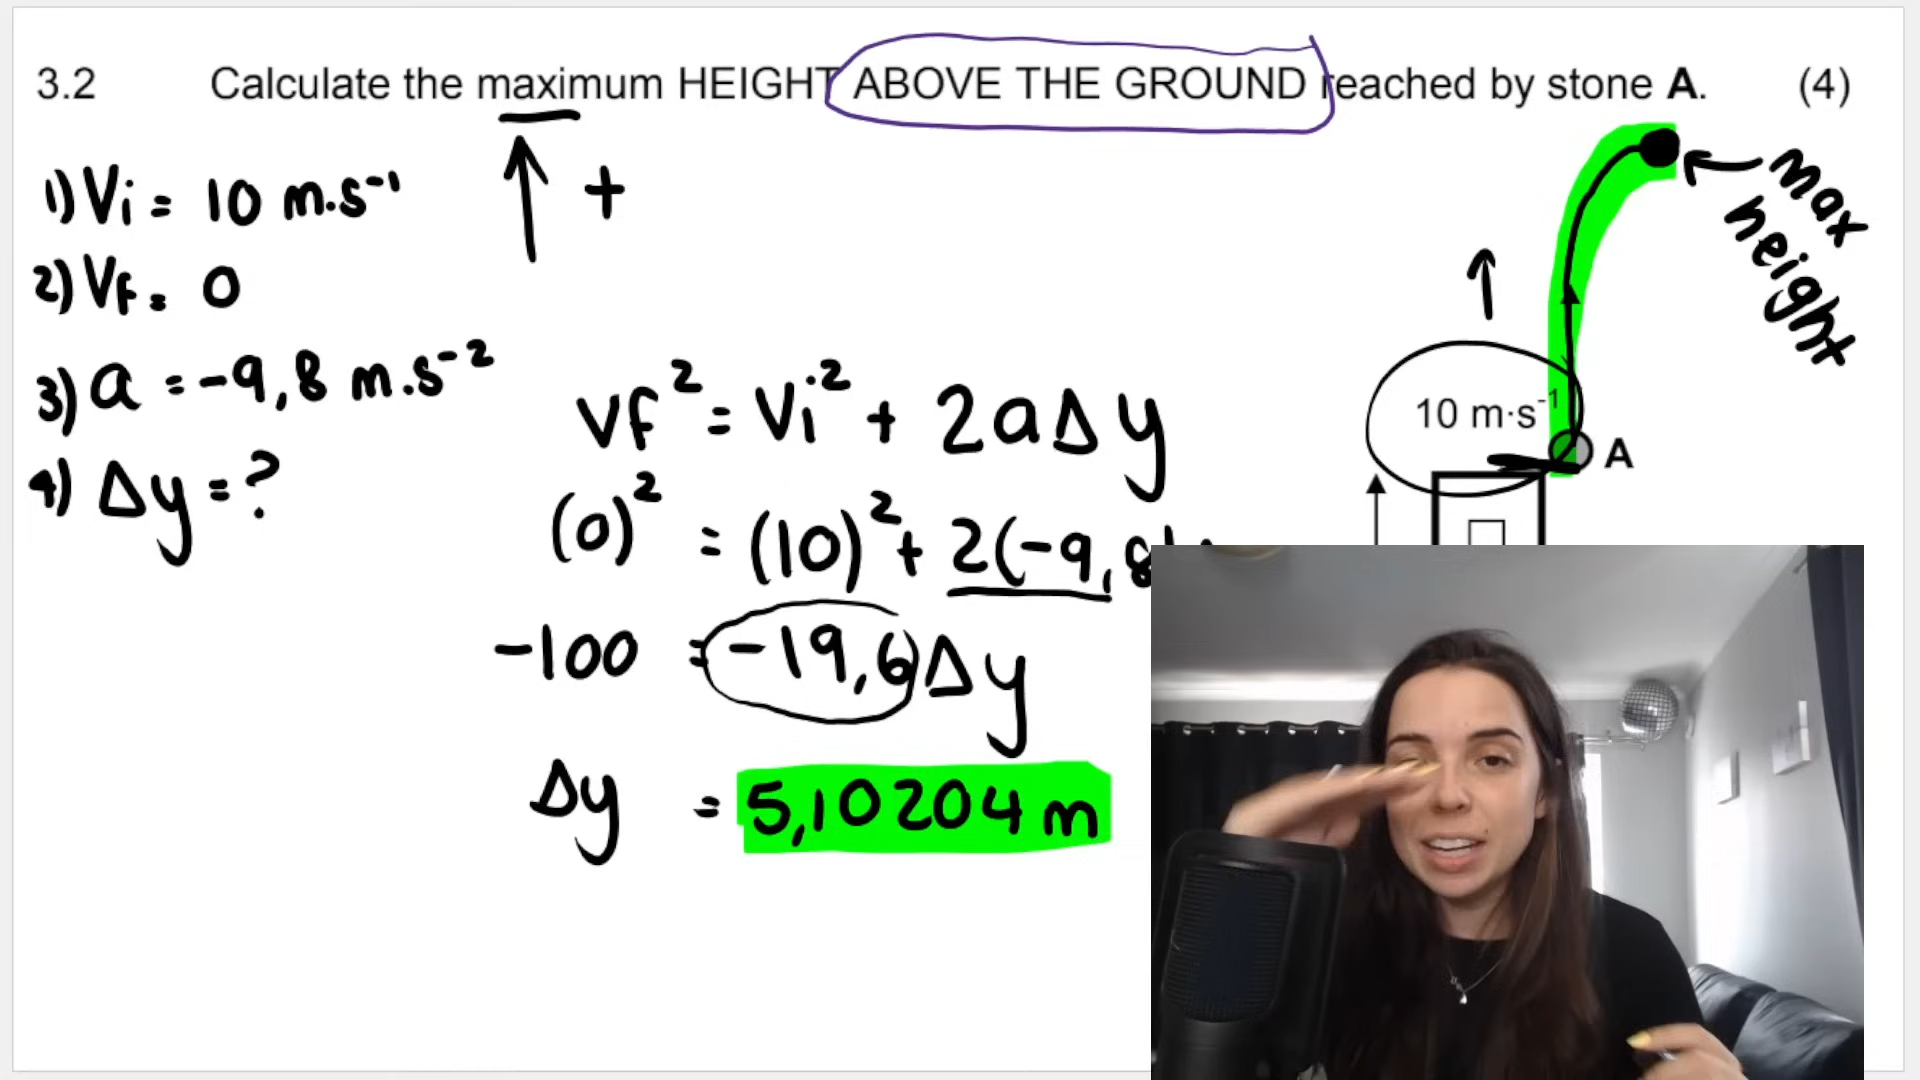 3.2 Calculate the maximum HEIGHT ABOVE THE GROUND reached by stone A. (4)
1) Vi = 10 m.s⁻¹
↑ +
2) Vf = 0
3) a = -9,8 m.s⁻²
4) Δy = ?
Vf² = Vi² + 2aΔy
(0)² = (10)² + 2(-9,8
-100 = -19,6Δy
Δy = 5,10204 m
max
height
10 m·s⁻¹
A